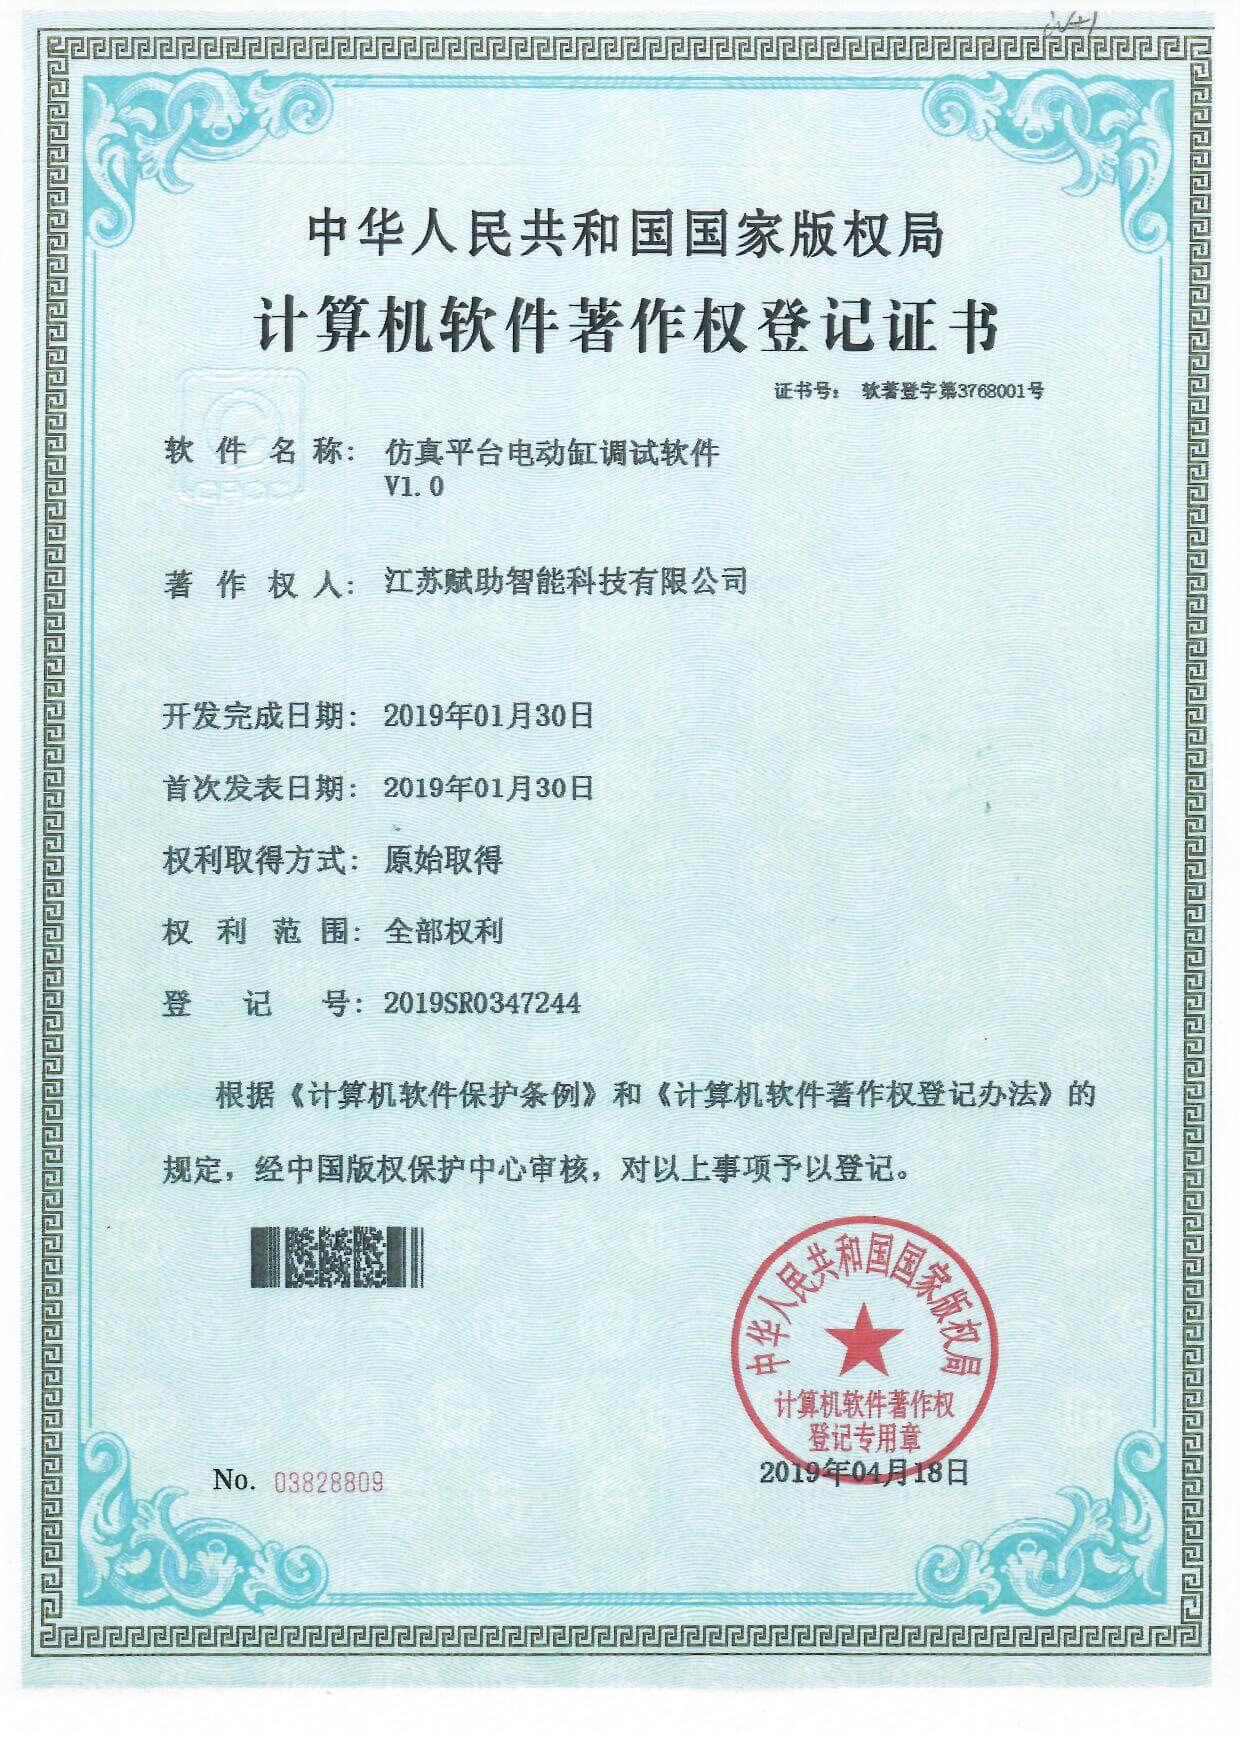 中华人民共和国国家版权局
计算机软件著作权登记证书
证书号： 软著登字第3768001号
软件名称： 仿真平台电动缸调试软件
V1.0
著作权人： 江苏赋助智能科技有限公司
开发完成日期： 2019年01月30日
首次发表日期： 2019年01月30日
权利取得方式： 原始取得
权利范围： 全部权利
登记号： 2019SR0347244
根据《计算机软件保护条例》和《计算机软件著作权登记办法》的
规定，经中国版权保护中心审核，对以上事项予以登记。
中华人民共和国国家版权局
计算机软件著作权
登记专用章
No. 03828809
2019年04月18日